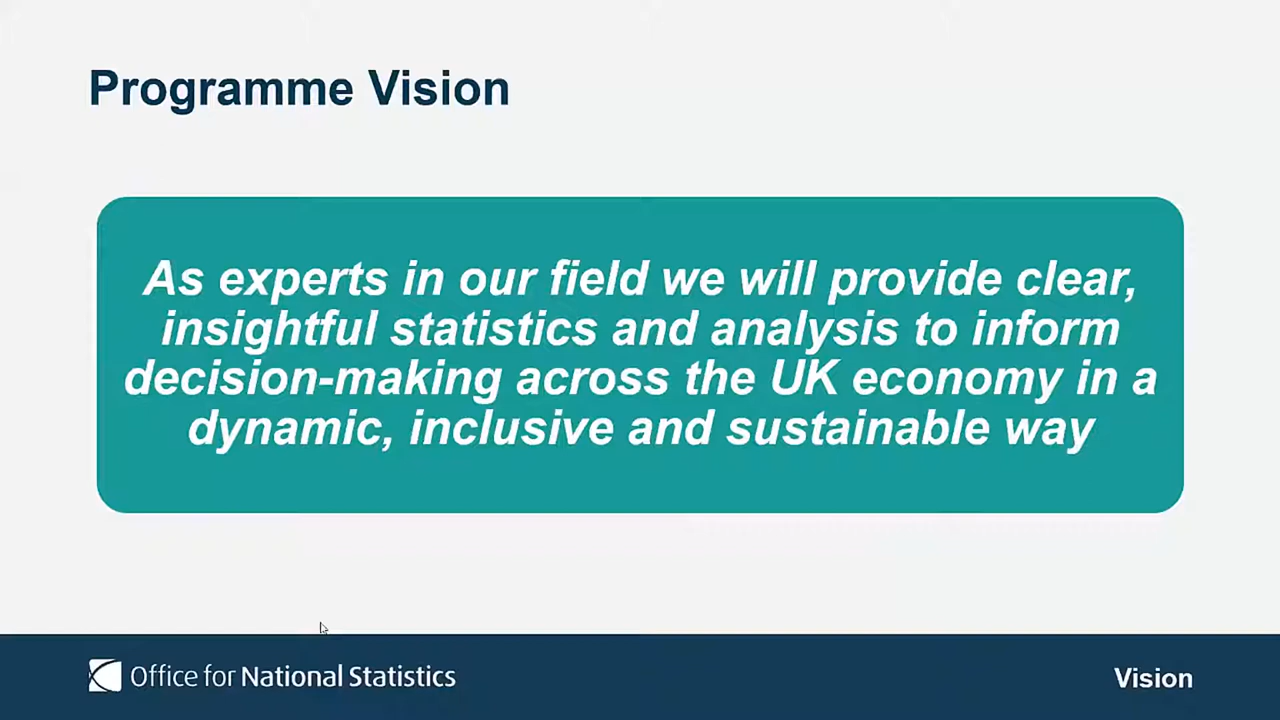 Programme Vision
As experts in our field we will provide clear,
insightful statistics and analysis to inform
decision-making across the UK economy in a
dynamic, inclusive and sustainable way
Office for National Statistics
Vision